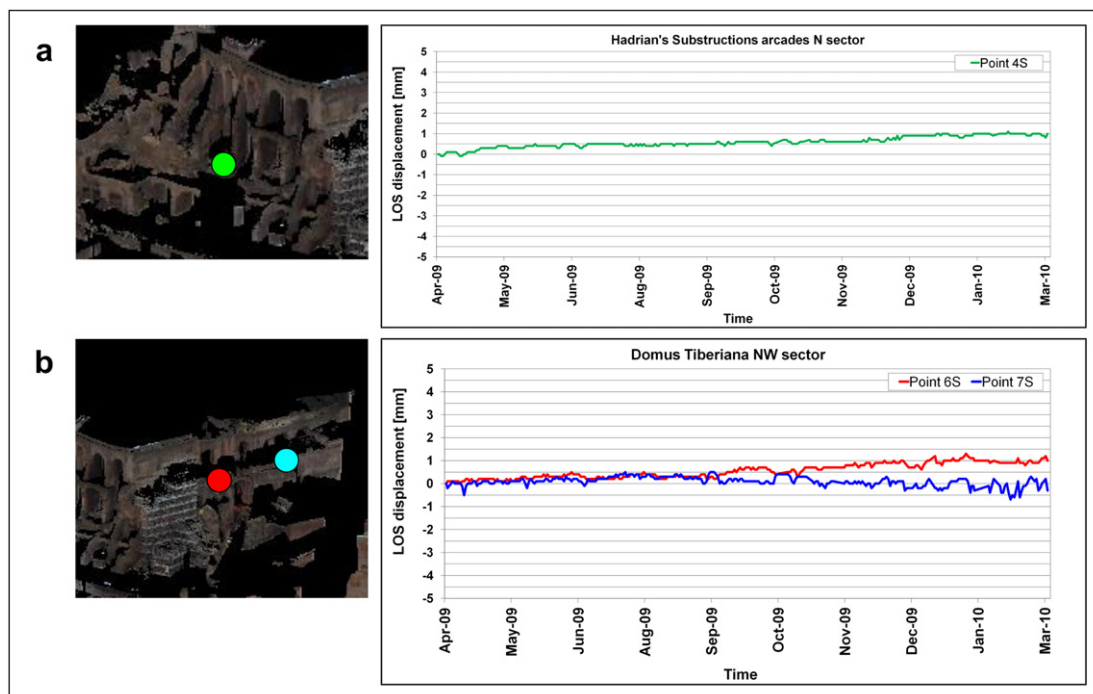 a
Hadrian's Substructions arcades N sector
Point 4S
LOS displacement [mm]
5
4
3
2
1
0
-1
-2
-3
-4
-5
Apr-09
May-09
Jun-09
Aug-09
Sep-09
Oct-09
Nov-09
Dec-09
Jan-10
Mar-10
Time
b
Domus Tiberiana NW sector
Point 6S
Point 7S
LOS displacement [mm]
5
4
3
2
1
0
-1
-2
-3
-4
-5
Apr-09
May-09
Jun-09
Aug-09
Sep-09
Oct-09
Nov-09
Dec-09
Jan-10
Mar-10
Time